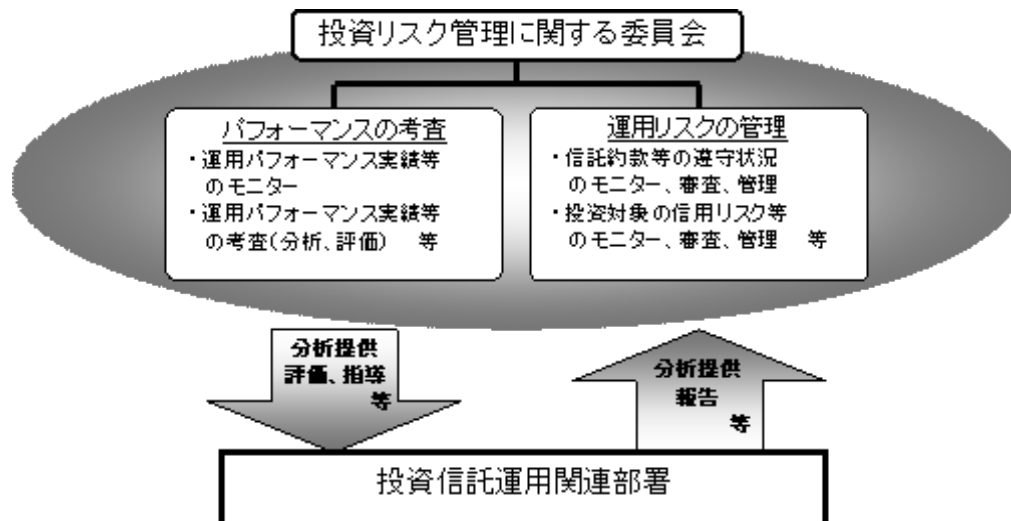 投資リスク管理に関する委員会
パフォーマンスの考査
・運用パフォーマンス実績等
のモニター
・運用パフォーマンス実績等
の考査(分析、評価) 等
運用リスクの管理
・信託約款等の遵守状況
のモニター、審査、管理
・投資対象の信用リスク等
のモニター、審査、管理 等
分析提供
評価、指導
等
分析提供
報告
等
投資信託運用関連部署